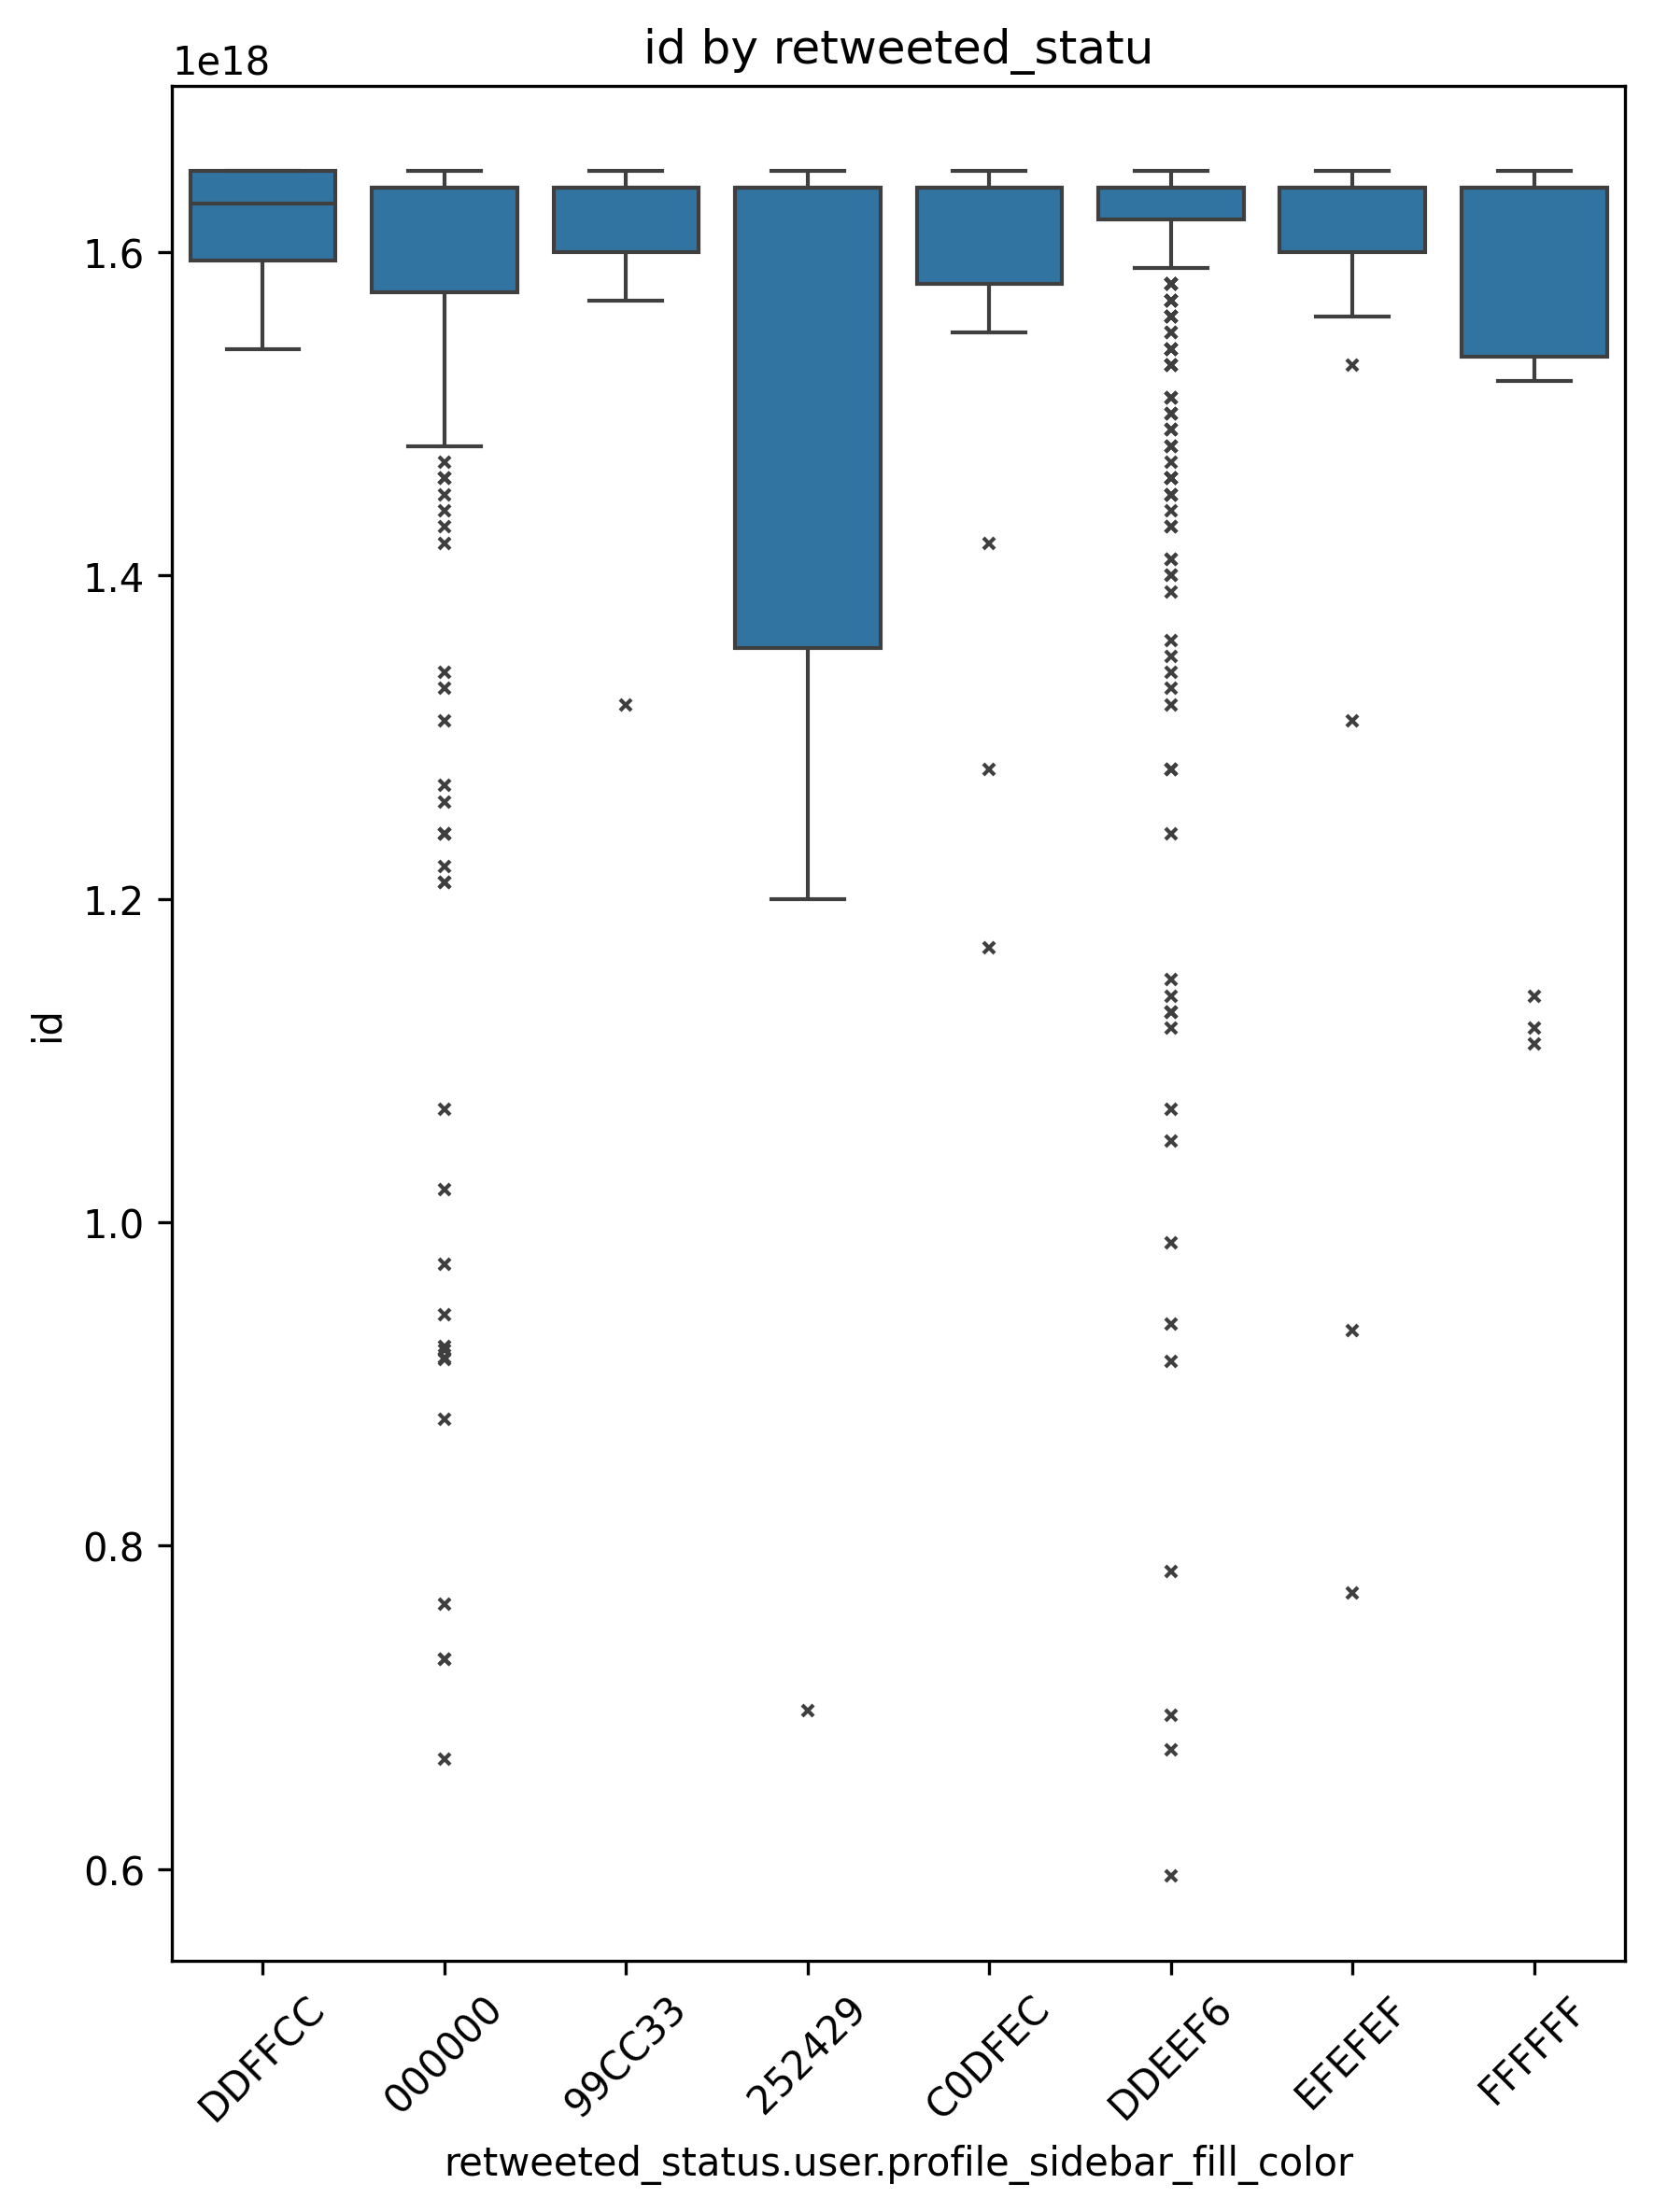 id by retweeted_statu
1e18
1.6
1.4
1.2
1.0
0.8
0.6
id
DDFFCC
000000
99CC33
252429
C0DFEC
DDEEF6
EFEFEF
FFFFFF
retweeted_status.user.profile_sidebar_fill_color